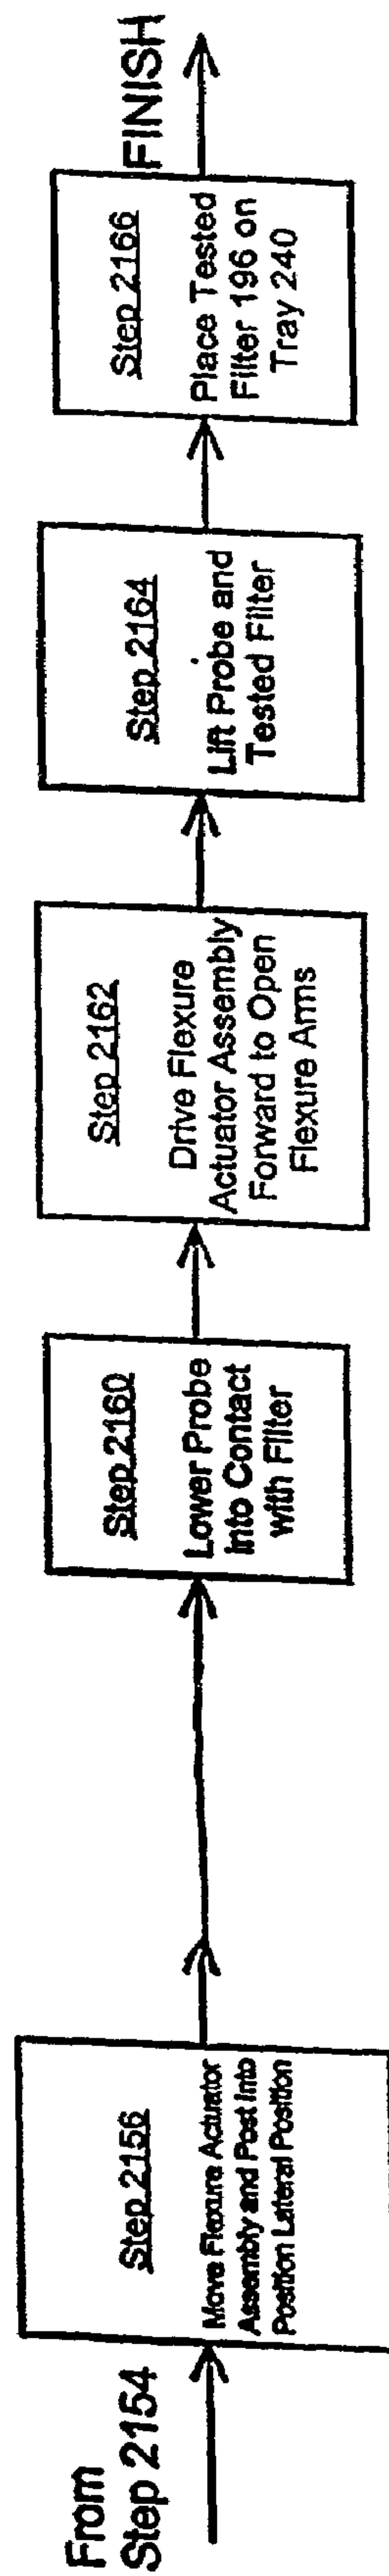 From
Step 2154
Step 2156
Move Flexure Actuator
Assembly and Post Into
Position Lateral Position
Step 2160
Lower Probe
into Contact
with Filter
Step 2162
Drive Flexure
Actuator Assembly
Forward to Open
Flexure Arms
Step 2164
Lift Probe and
Tested Filter
Step 2166
Place Tested
Filter 196 on
Tray 240
FINISH